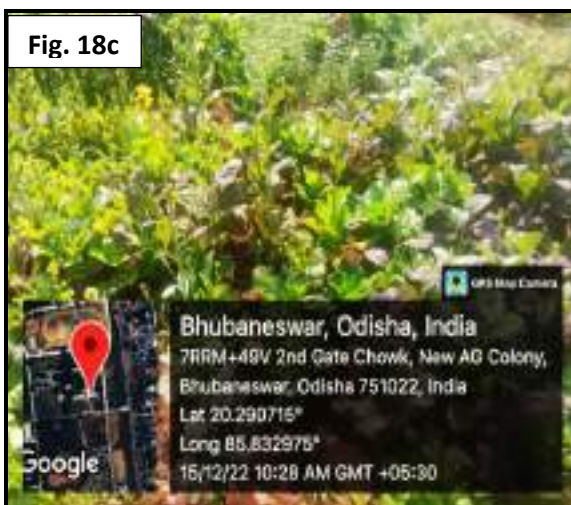 Fig. 18c
GPS Map Camera
Bhubaneswar, Odisha, India
7RRM+49V 2nd Gate Chowk, New AG Colony,
Bhubaneswar, Odisha 751022, India
Lat 20.290715°
Long 85.832975°
15/12/22 10:28 AM GMT +05:30
Google